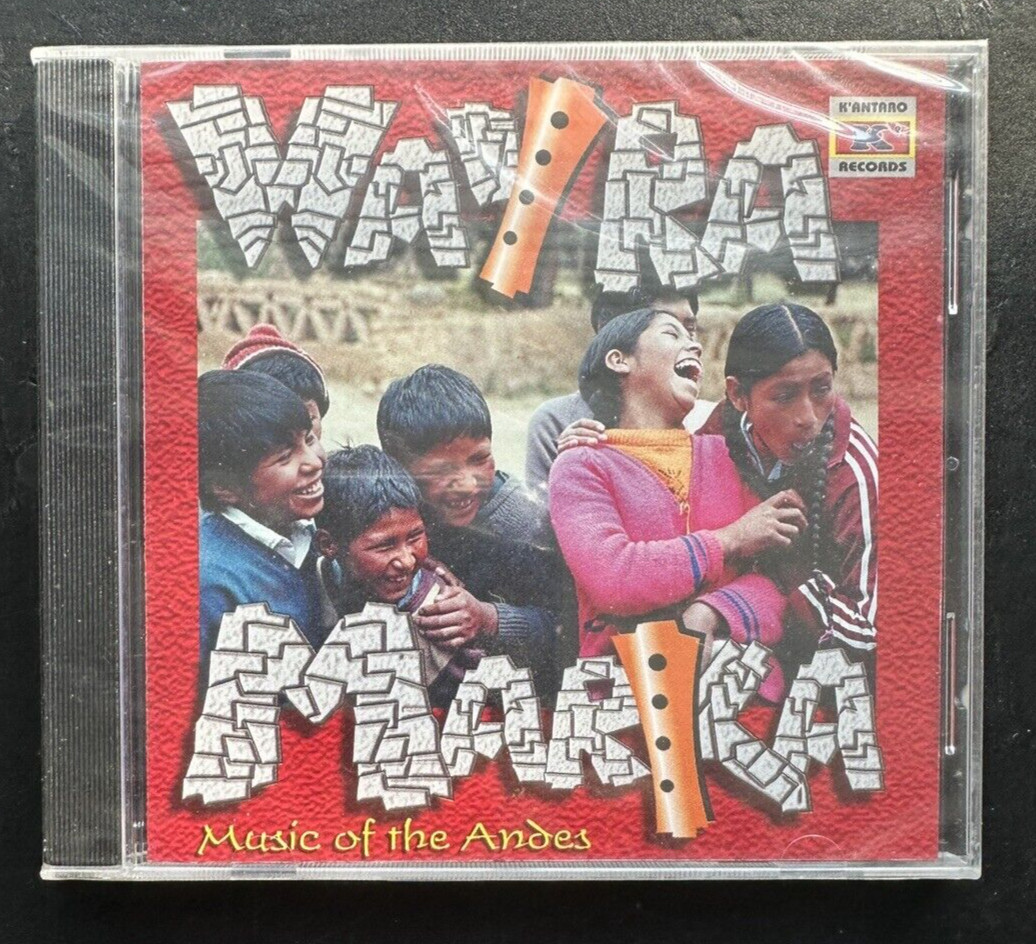 WAYRA
K'ANTARO
RECORDS
MARKA
Music of the Andes